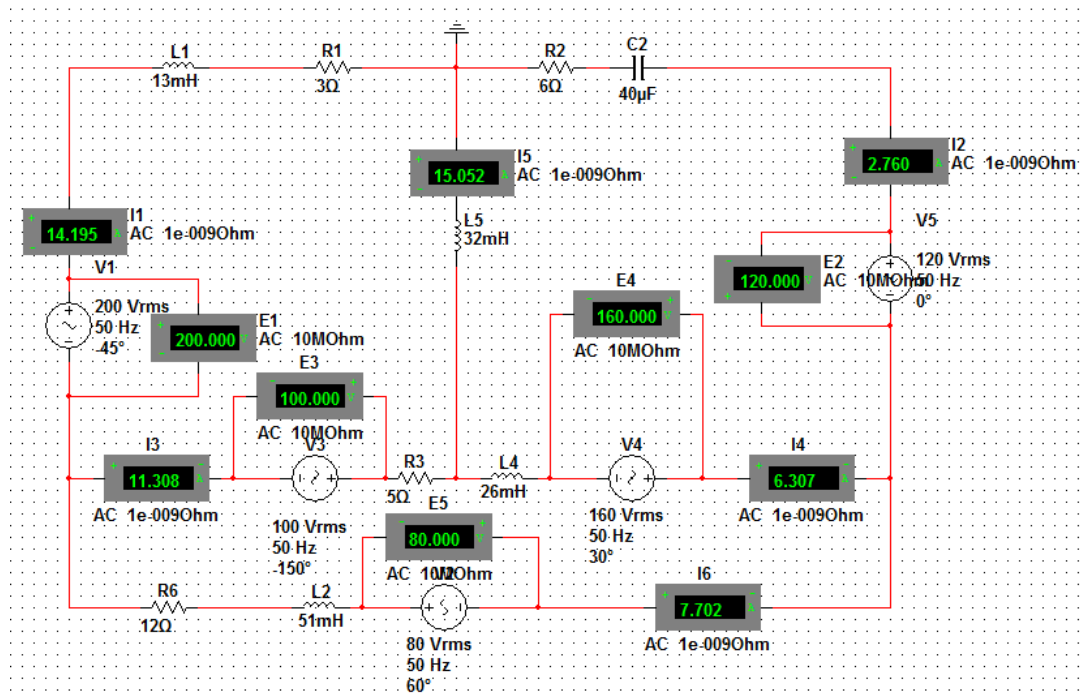 L1
13mH
R1
3Ω
R2
6Ω
C2
40µF
I5
15.052 A
AC 1e-009Ohm
I2
2.760 A
AC 1e-009Ohm
L5
32mH
I1
14.195 A
AC 1e-009Ohm
V1
200 Vrms
50 Hz
-45°
E1
200.000 V
AC 10MOhm
V5
120 Vrms
50 Hz
0°
E2
120.000 V
AC 10MOhm
E4
160.000 V
AC 10MOhm
E3
100.000 V
AC 10MOhm
I3
11.308 A
AC 1e-009Ohm
V3
100 Vrms
50 Hz
-150°
R3
5Ω
L4
26mH
V4
160 Vrms
50 Hz
30°
I4
6.307 A
AC 1e-009Ohm
E5
80.000 V
AC 10MOhm
R6
12Ω
L2
51mH
V2
80 Vrms
50 Hz
60°
I6
7.702 A
AC 1e-009Ohm